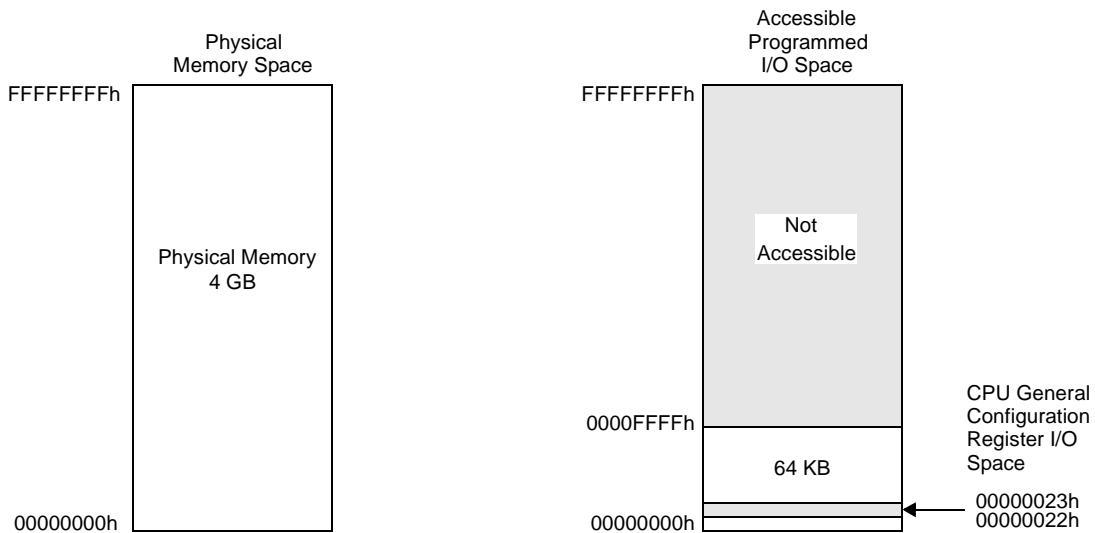 Physical
Memory Space
FFFFFFFFh
Physical Memory
4 GB
00000000h
Accessible
Programmed
I/O Space
FFFFFFFFh
Not
Accessible
0000FFFFh
64 KB
00000000h
CPU General
Configuration
Register I/O
Space
00000023h
00000022h